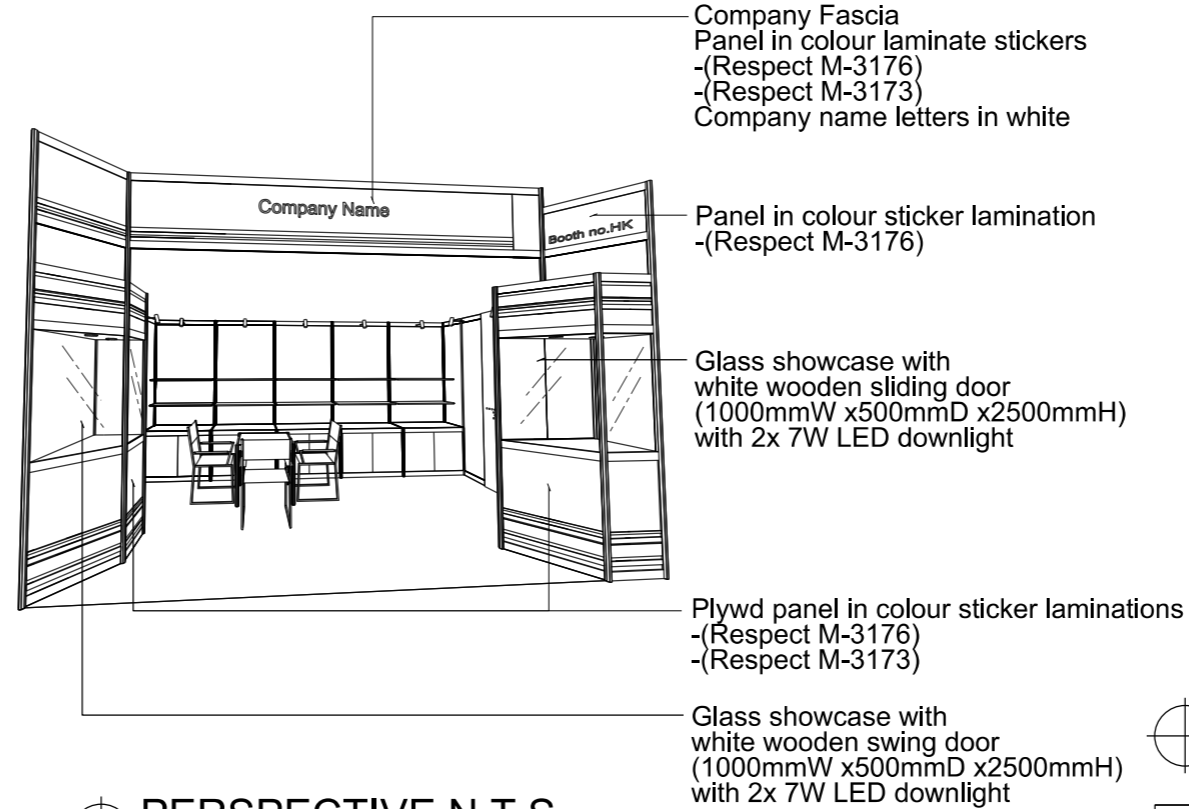 Company Fascia
Panel in colour laminate stickers
-(Respect M-3176)
-(Respect M-3173)
Company name letters in white
Company Name
Booth no.HK
Panel in colour sticker lamination
-(Respect M-3176)
Glass showcase with
white wooden sliding door
(1000mmW x500mmD x2500mmH)
with 2x 7W LED downlight
Plywd panel in colour sticker laminations
-(Respect M-3176)
-(Respect M-3173)
Glass showcase with
white wooden swing door
(1000mmW x500mmD x2500mmH)
with 2x 7W LED downlight
PERSPECTIVE N.T.S.